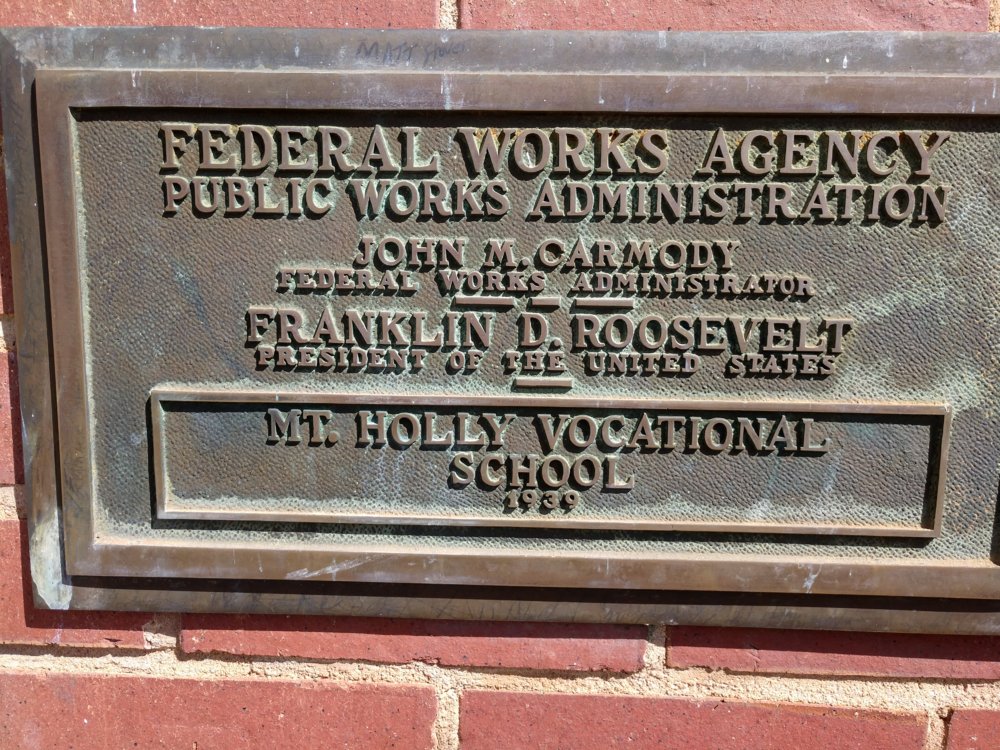 MATT
FEDERAL WORKS AGENCY
PUBLIC WORKS ADMINISTRATION
JOHN M. CARMODY
FEDERAL WORKS ADMINISTRATOR
FRANKLIN D. ROOSEVELT
PRESIDENT OF THE UNITED STATES
MT. HOLLY VOCATIONAL
SCHOOL
1939